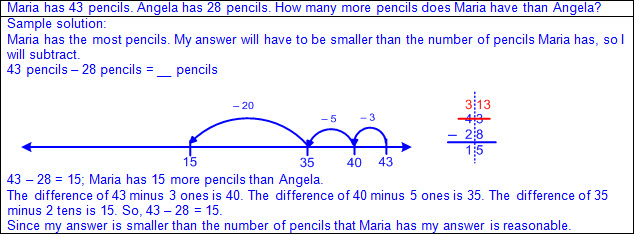 Maria has 43 pencils. Angela has 28 pencils. How many more pencils does Maria have than Angela?
Sample solution:
Maria has the most pencils. My answer will have to be smaller than the number of pencils Maria has, so I
will subtract.
43 pencils – 28 pencils = __ pencils
– 20
– 5
– 3
15
35
40
43
3 13
4 3
– 2 8
1 5
43 – 28 = 15; Maria has 15 more pencils than Angela.
The difference of 43 minus 3 ones is 40. The difference of 40 minus 5 ones is 35. The difference of 35
minus 2 tens is 15. So, 43 – 28 = 15.
Since my answer is smaller than the number of pencils that Maria has my answer is reasonable.